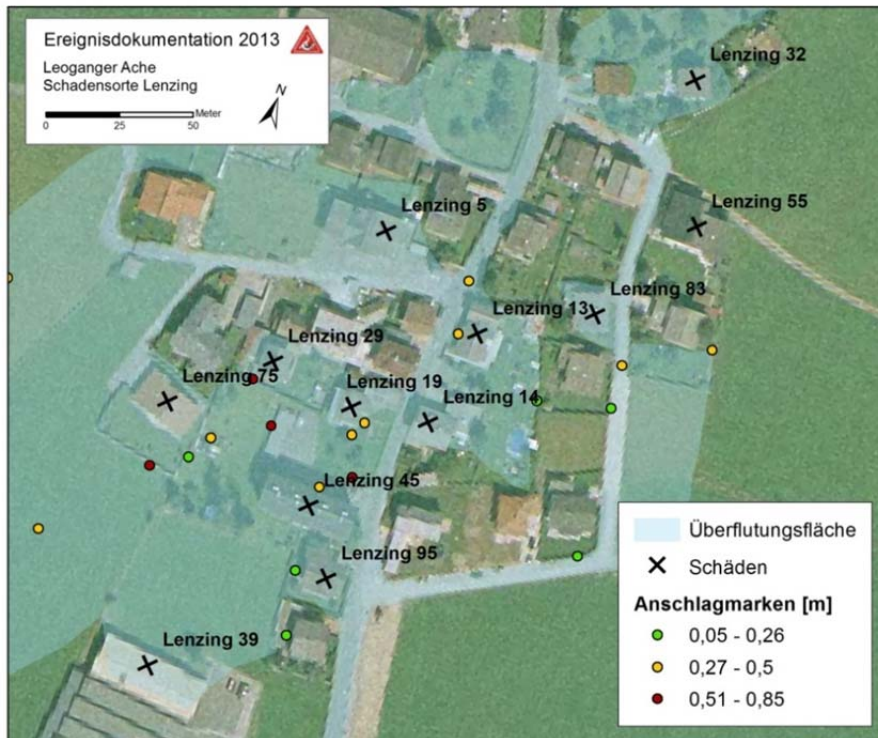 Ereignisdokumentation 2013
Leoganger Ache
Schadensorte Lenzing
Meter
0 25 50
N
Lenzing 32
Lenzing 5
Lenzing 55
Lenzing 13
Lenzing 83
Lenzing 29
Lenzing 75
Lenzing 19
Lenzing 14
Lenzing 45
Lenzing 95
Lenzing 39
Überflutungsfläche
Schäden
Anschlagmarken [m]
0,05 - 0,26
0,27 - 0,5
0,51 - 0,85